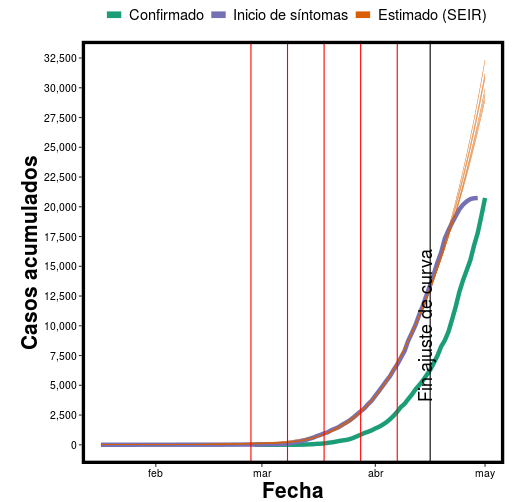 Confirmado Inicio de síntomas Estimado (SEIR)
Casos acumulados
32,500
30,000
27,500
25,000
22,500
20,000
17,500
15,000
12,500
10,000
7,500
5,000
2,500
0
Fin ajuste de curva
feb mar abr may
Fecha